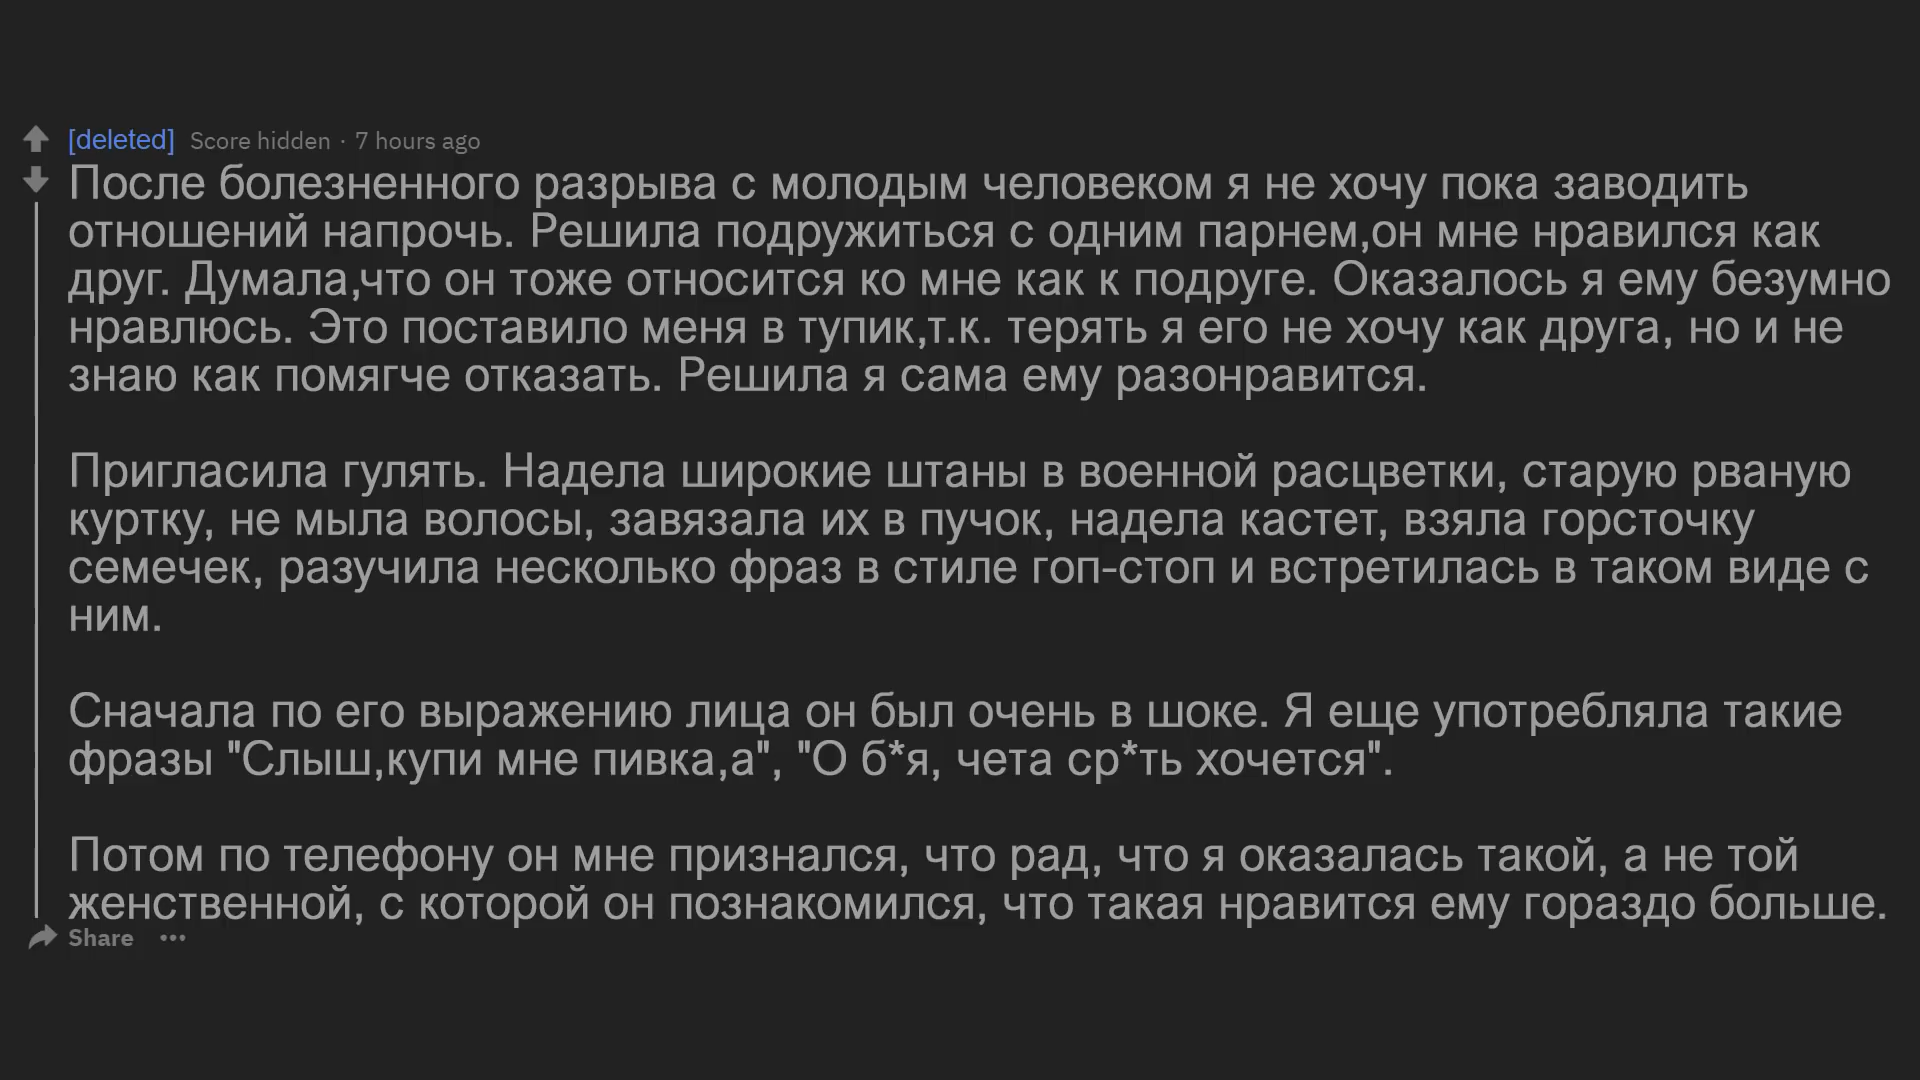 [deleted] Score hidden · 7 hours ago
После болезненного разрыва с молодым человеком я не хочу пока заводить
отношений напрочь. Решила подружиться с одним парнем,он мне нравился как
друг. Думала,что он тоже относится ко мне как к подруге. Оказалось я ему безумно
нравлюсь. Это поставило меня в тупик,т.к. терять я его не хочу как друга, но и не
знаю как помягче отказать. Решила я сама ему разонравится.
Пригласила гулять. Надела широкие штаны в военной расцветки, старую рваную
куртку, не мыла волосы, завязала их в пучок, надела кастет, взяла горсточку
семечек, разучила несколько фраз в стиле гоп-стоп и встретилась в таком виде с
ним.
Сначала по его выражению лица он был очень в шоке. Я еще употребляла такие
фразы "Слыш,купи мне пивка,а", "О б*я, чета ср*ть хочется".
Потом по телефону он мне признался, что рад, что я оказалась такой, а не той
женственной, с которой он познакомился, что такая нравится ему гораздо больше.
Share ···